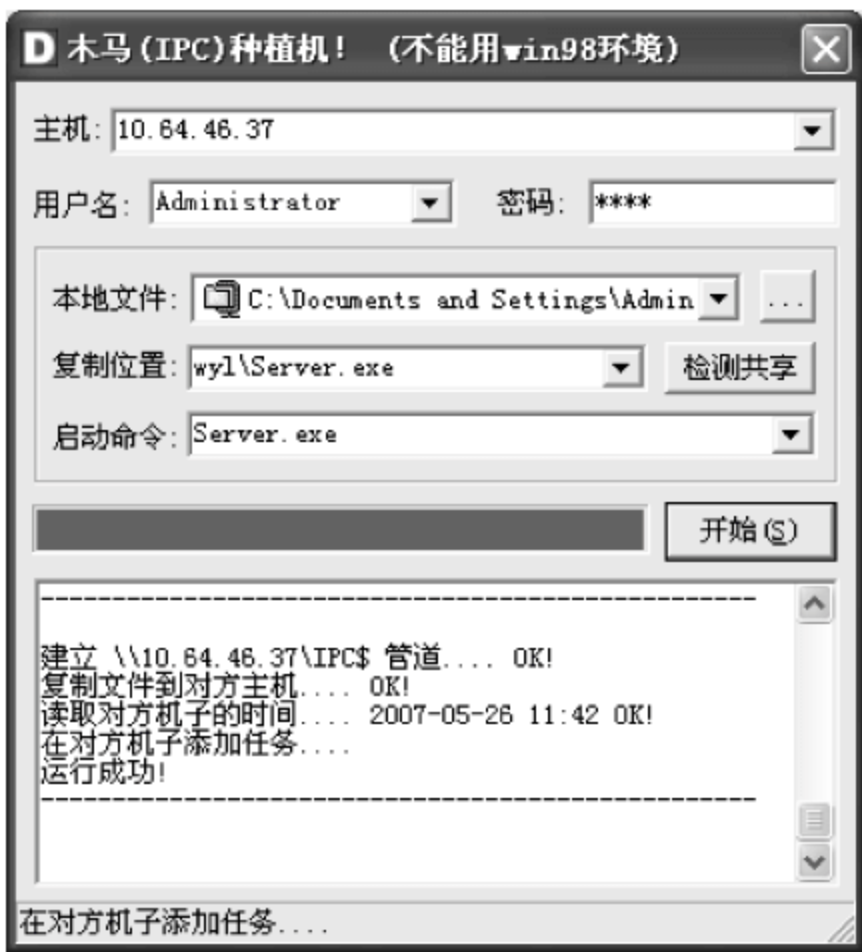 D 木马(IPC)种植机! (不能用win98环境)
主机: 10.64.46.37
用户名: Administrator 密码: ****
本地文件: C:\Documents and Settings\Admin ...
复制位置: wyl\Server.exe 检测共享
启动命令: Server.exe
开始(S)
------------------------------------------------
建立 \\10.64.46.37\IPC$ 管道.... OK!
复制文件到对方主机.... OK!
读取对方机子的时间.... 2007-05-26 11:42 OK!
在对方机子添加任务....
运行成功!
------------------------------------------------
在对方机子添加任务....